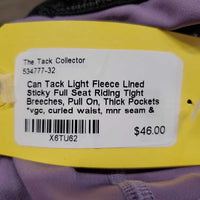 The Tack Collector
534777-32
Can Tack Light Fleece Lined
Sticky Full Seat Riding Tight
Breeches, Pull On, Thick Pockets
*vgc, curled waist, mnr seam &
$46.00
X6TU62